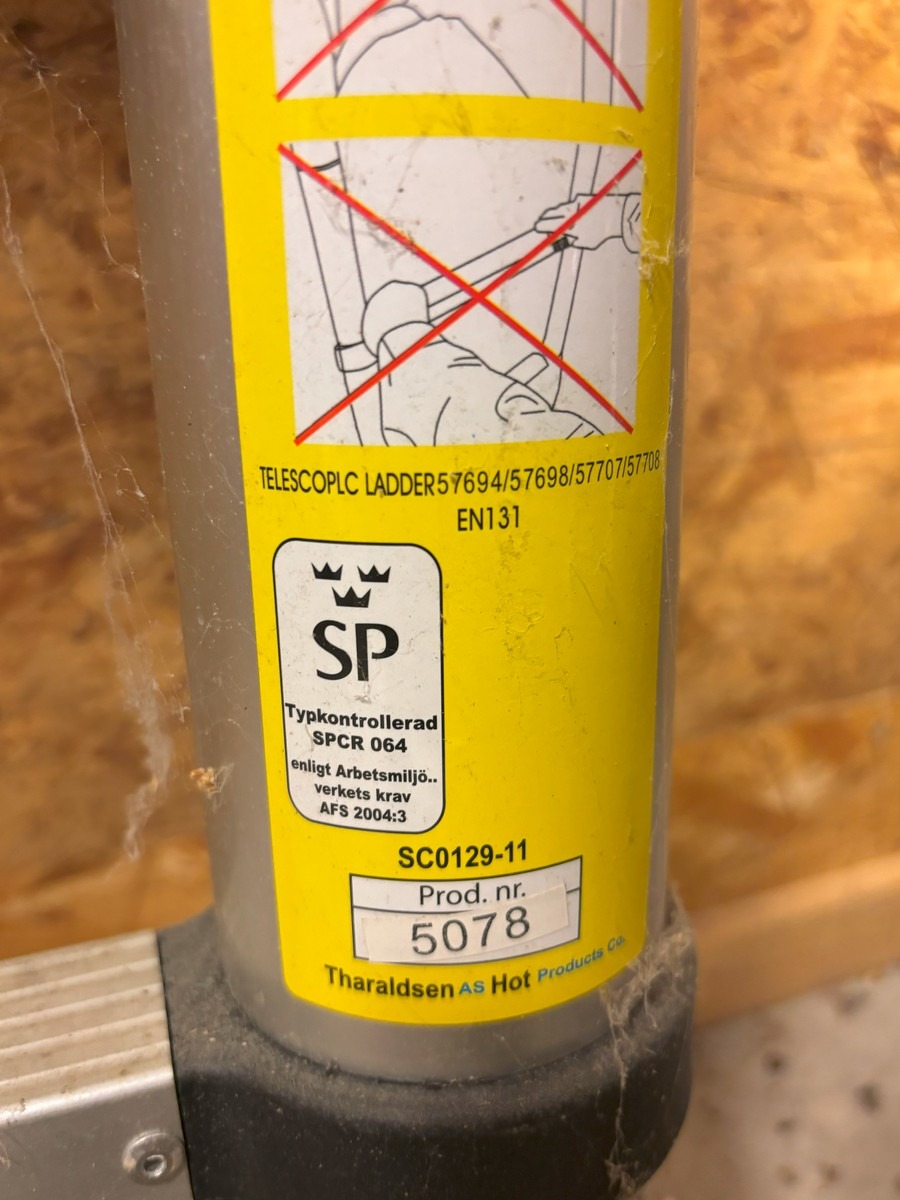 TELESCOPLC LADDER57694/57698/57707/57708
EN131
SP
Typkontrollerad
SPCR 064
enligt Arbetsmiljö..
verkets krav
AFS 2004:3
SC0129-11
Prod. nr.
5078
Tharaldsen AS Hot Products Co.